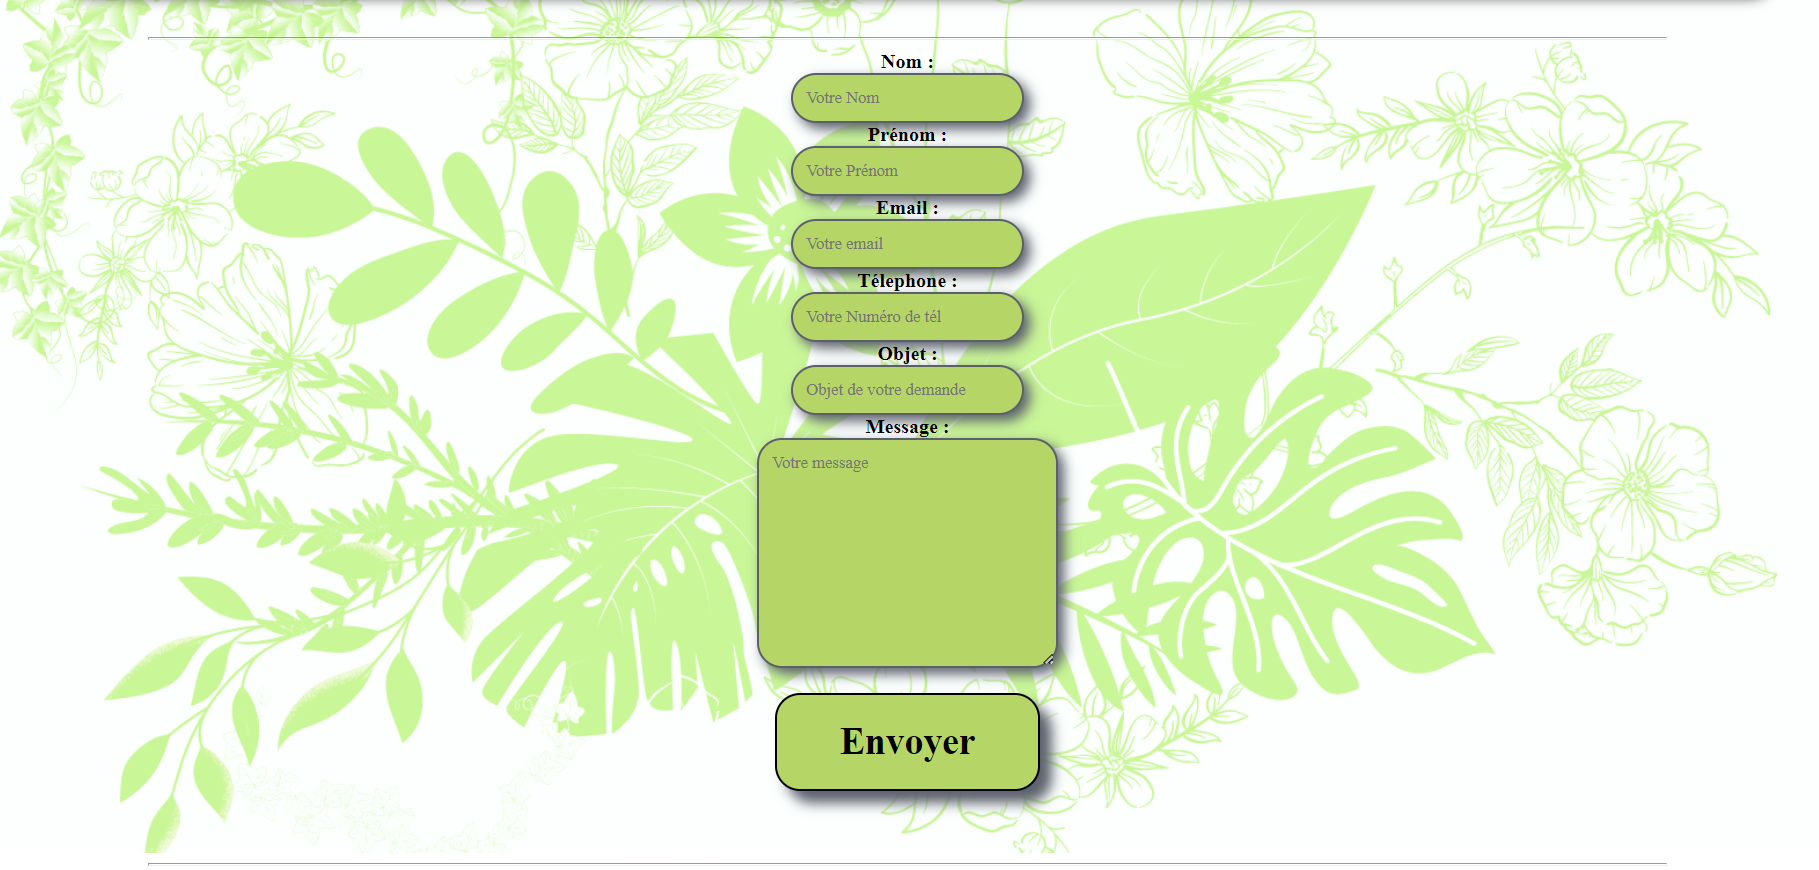 Nom :
Votre Nom
Prénom :
Votre Prénom
Email :
Votre email
Télephone :
Votre Numéro de tél
Objet :
Objet de votre demande
Message :
Votre message
Envoyer